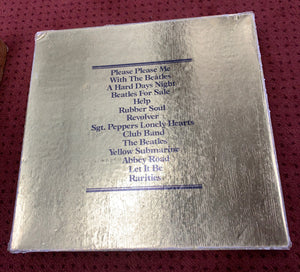 Please Please Me
With The Beatles
A Hard Days Night
Beatles For Sale
Help
Rubber Soul
Revolver
Sgt. Peppers Lonely Hearts
Club Band
The Beatles
Yellow Submarine
Abbey Road
Let It Be
Rarities